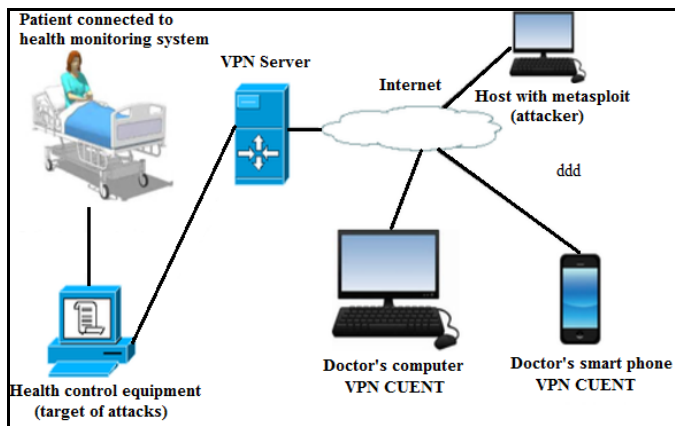 Patient connected to
health monitoring system
VPN Server
Internet
Host with metasploit
(attacker)
ddd
Doctor's computer
VPN CUENT
Doctor's smart phone
VPN CUENT
Health control equipment
(target of attacks)